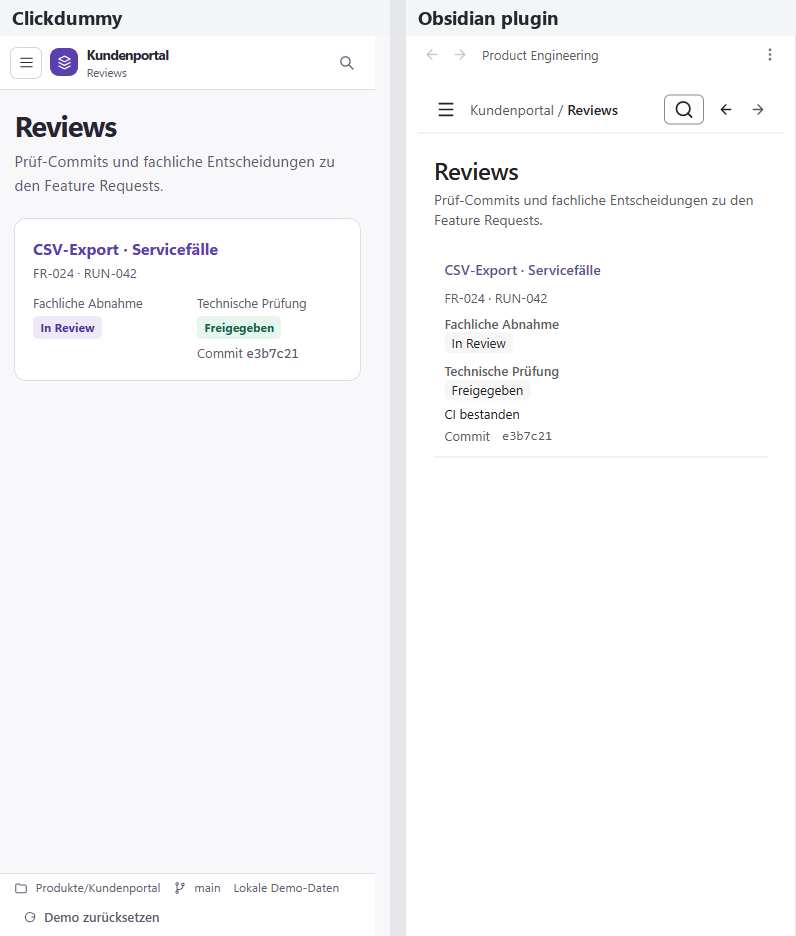 Clickdummy
Kundenportal
Reviews
Reviews
Prüf-Commits und fachliche Entscheidungen zu
den Feature Requests.
CSV-Export · Servicefälle
FR-024 · RUN-042
Fachliche Abnahme
In Review
Technische Prüfung
Freigegeben
Commit e3b7c21
Produkte/Kundenportal main Lokale Demo-Daten
Demo zurücksetzen
Obsidian plugin
Product Engineering
Kundenportal / Reviews
Reviews
Prüf-Commits und fachliche Entscheidungen zu den
Feature Requests.
CSV-Export · Servicefälle
FR-024 · RUN-042
Fachliche Abnahme
In Review
Technische Prüfung
Freigegeben
CI bestanden
Commit e3b7c21